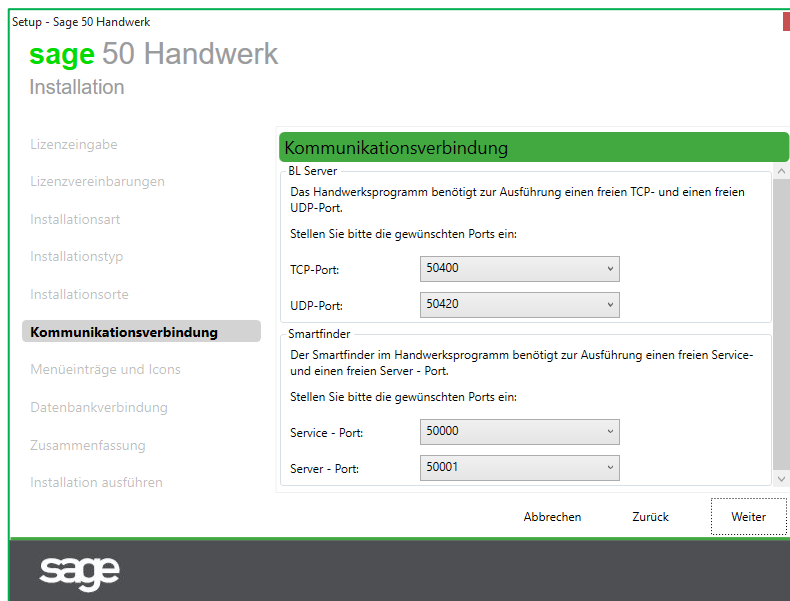 Setup - Sage 50 Handwerk
sage 50 Handwerk
Installation
Lizenzeingabe
Lizenzvereinbarungen
Installationsart
Installationstyp
Installationsorte
Kommunikationsverbindung
Menüeinträge und Icons
Datenbankverbindung
Zusammenfassung
Installation ausführen
Kommunikationsverbindung
BL Server
Das Handwerksprogramm benötigt zur Ausführung einen freien TCP- und einen freien
UDP-Port.
Stellen Sie bitte die gewünschten Ports ein:
TCP-Port: 50400
UDP-Port: 50420
Smartfinder
Der Smartfinder im Handwerksprogramm benötigt zur Ausführung einen freien Service-
und einen freien Server - Port.
Stellen Sie bitte die gewünschten Ports ein:
Service - Port: 50000
Server - Port: 50001
Abbrechen Zurück Weiter
sage